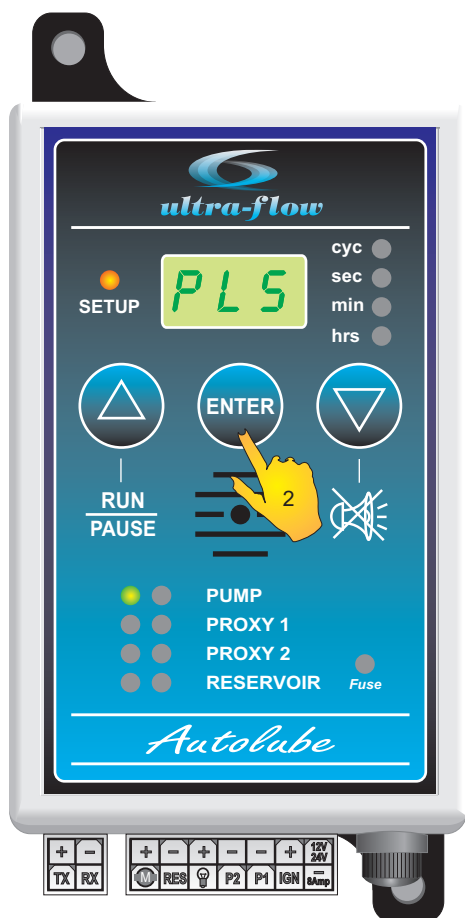 ultra-flow
cyc
sec
min
hrs
SETUP
PLS
ENTER
2
RUN
PAUSE
PUMP
PROXY 1
PROXY 2
RESERVOIR
Fuse
Autolube
+ -
TX RX
+ - + - - + 12V 24V
M RES P2 P1 IGN 8Amp